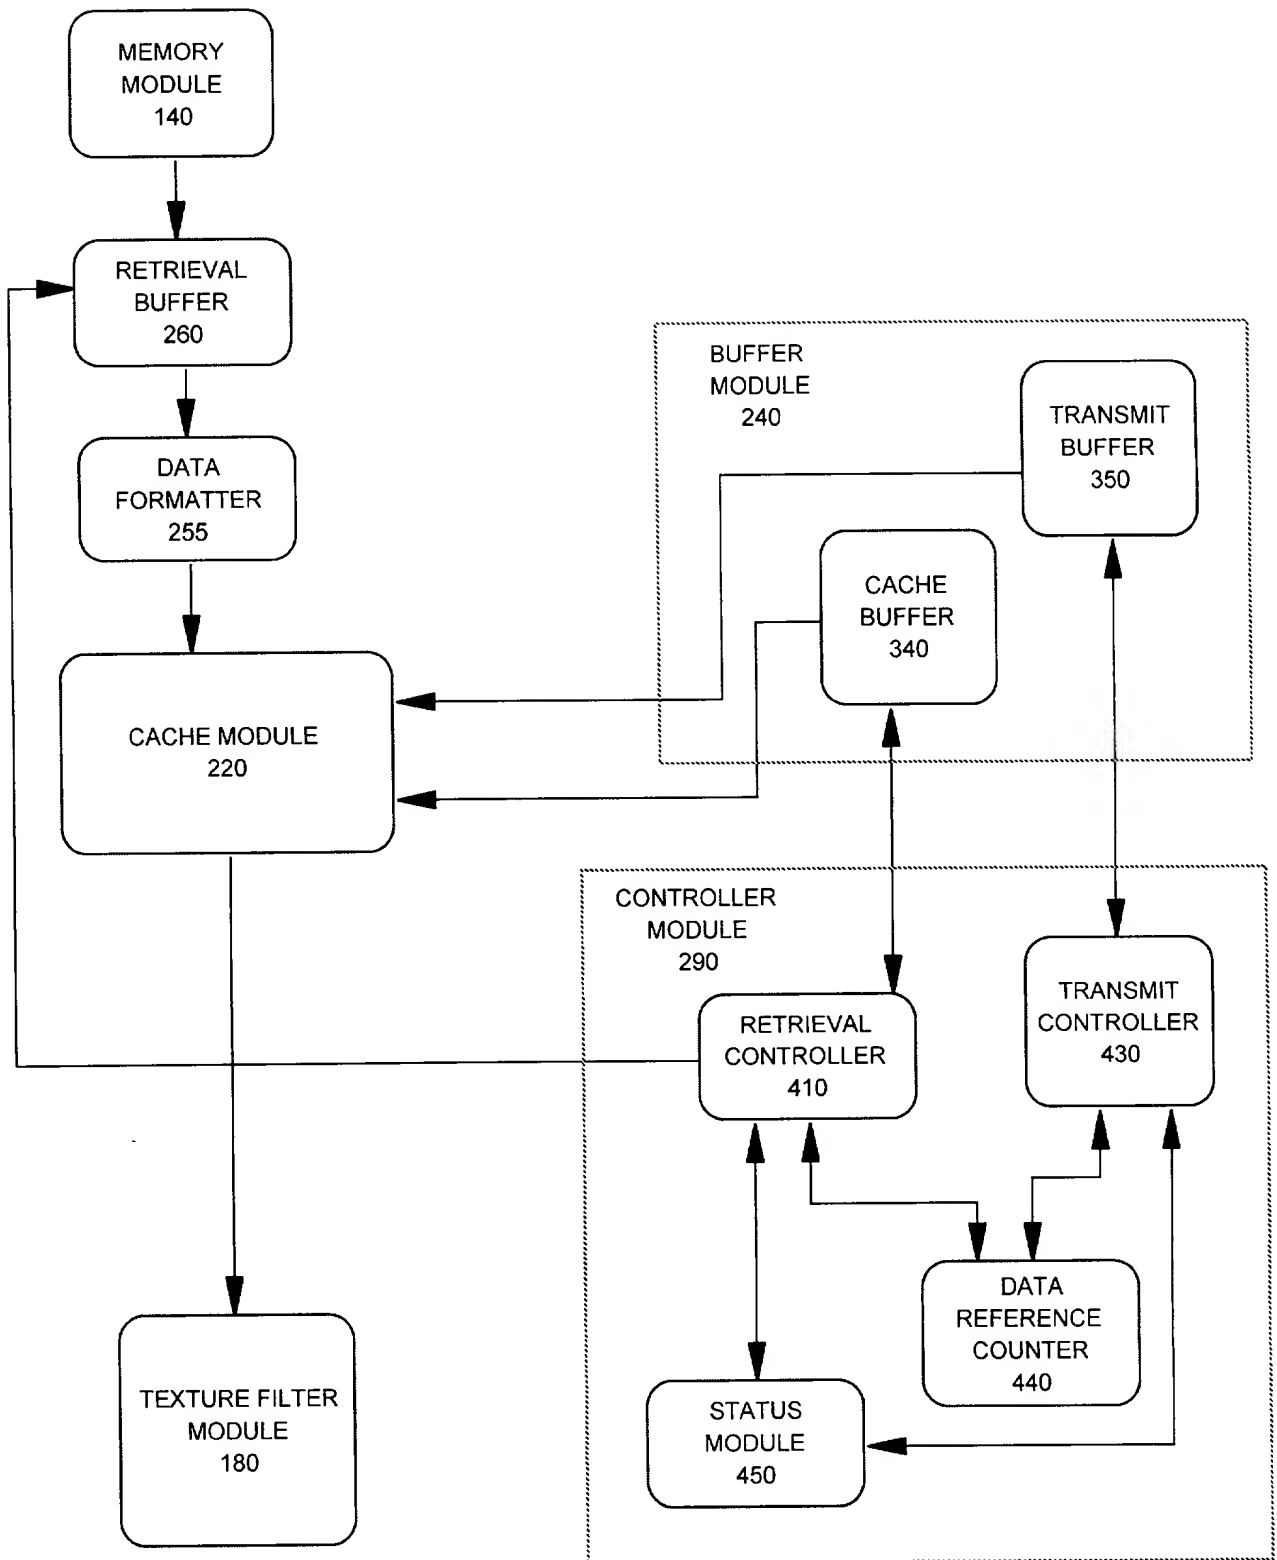 MEMORY
MODULE
140
RETRIEVAL
BUFFER
260
DATA
FORMATTER
255
CACHE MODULE
220
TEXTURE FILTER
MODULE
180
BUFFER
MODULE
240
TRANSMIT
BUFFER
350
CACHE
BUFFER
340
CONTROLLER
MODULE
290
RETRIEVAL
CONTROLLER
410
TRANSMIT
CONTROLLER
430
DATA
REFERENCE
COUNTER
440
STATUS
MODULE
450